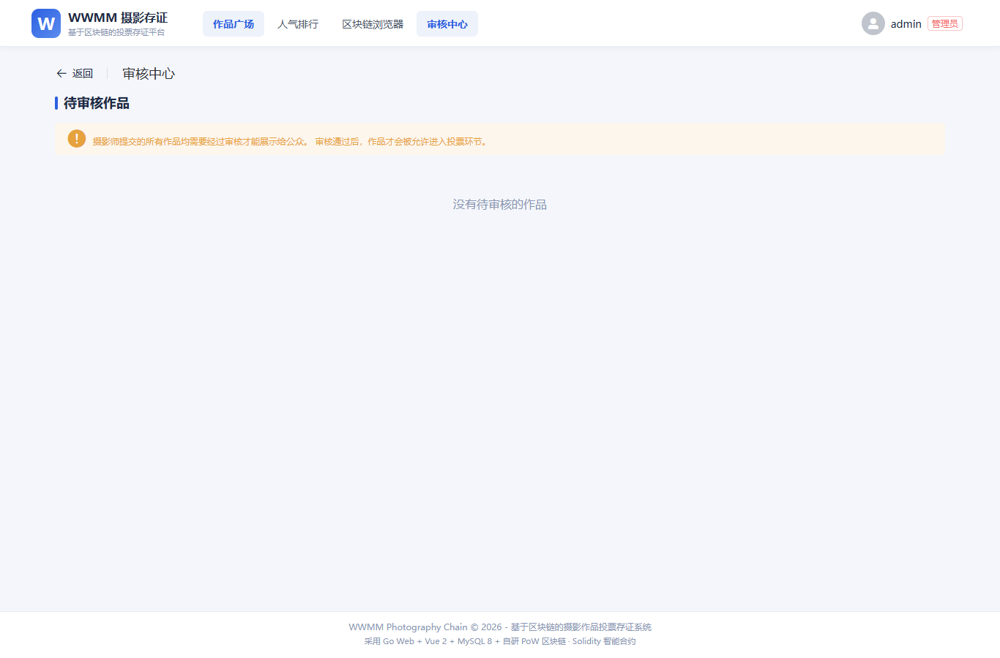 W
WWMM 摄影存证
基于区块链的投票存证平台
作品广场
人气排行
区块链浏览器
审核中心
admin
管理员
返回
审核中心
待审核作品
摄影师提交的所有作品均需要经过审核才能展示给公众。 审核通过后，作品才会被允许进入投票环节。
没有待审核的作品
WWMM Photography Chain © 2026 - 基于区块链的摄影作品投票存证系统
采用 Go Web + Vue 2 + MySQL 8 + 自研 PoW 区块链 · Solidity 智能合约